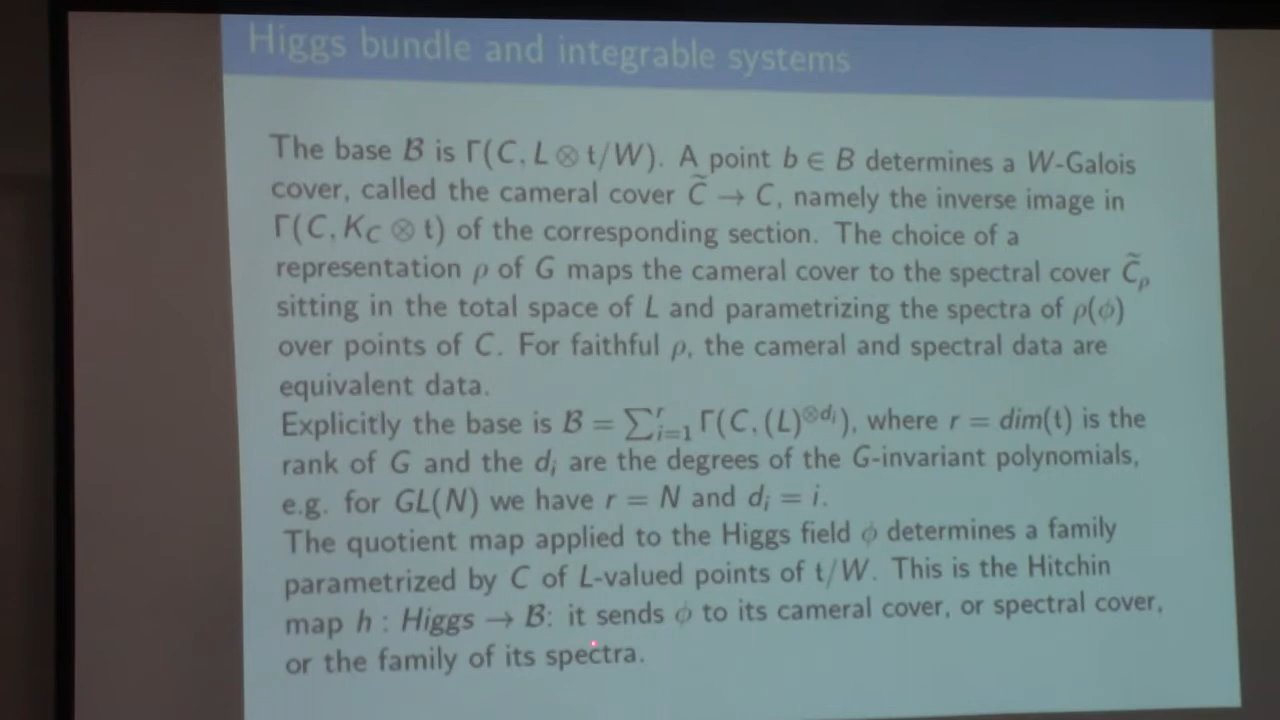 Higgs bundle and integrable systems
The base ℬ is Γ(C, L ⊗ t/W). A point b ∈ B determines a W-Galois
cover, called the cameral cover C̃ → C, namely the inverse image in
Γ(C, K_C ⊗ t) of the corresponding section. The choice of a
representation ρ of G maps the cameral cover to the spectral cover C̃_ρ
sitting in the total space of L and parametrizing the spectra of ρ(ϕ)
over points of C. For faithful ρ, the cameral and spectral data are
equivalent data.
Explicitly the base is ℬ = ∑_{i=1}^{r} Γ(C, (L)^{⊗d_i}), where r = dim(t) is the
rank of G and the d_i are the degrees of the G-invariant polynomials,
e.g. for GL(N) we have r = N and d_i = i.
The quotient map applied to the Higgs field ϕ determines a family
parametrized by C of L-valued points of t/W. This is the Hitchin
map h : Higgs → ℬ: it sends ϕ to its cameral cover, or spectral cover,
or the family of its spectra.